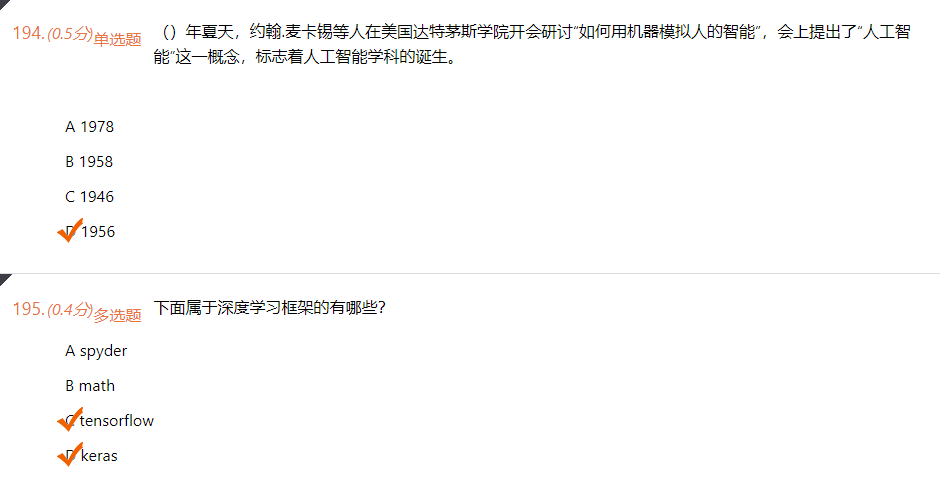 194.(0.5分)单选题 （）年夏天，约翰.麦卡锡等人在美国达特茅斯学院开会研讨“如何用机器模拟人的智能”，会上提出了“人工智
能”这一概念，标志着人工智能学科的诞生。
A 1978
B 1958
C 1946
D 1956
195.(0.4分)多选题 下面属于深度学习框架的有哪些?
A spyder
B math
C tensorflow
D keras